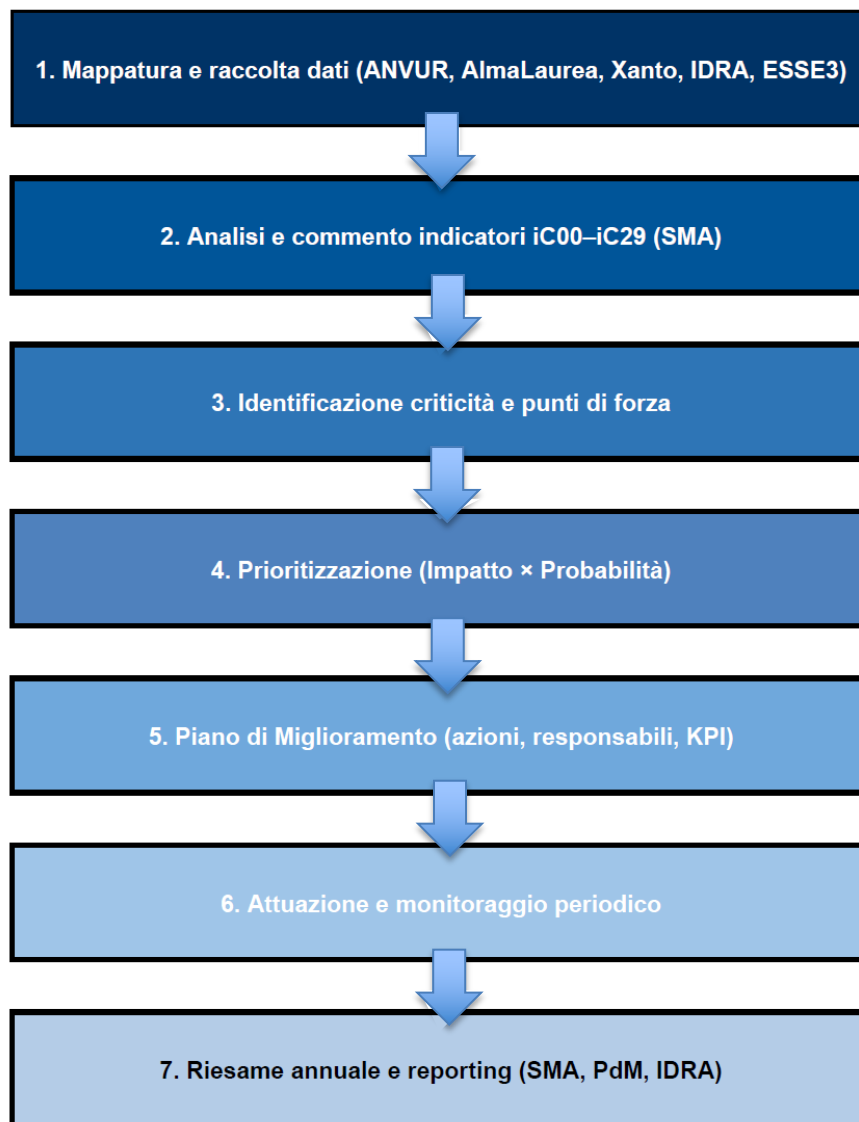 1. Mappatura e raccolta dati (ANVUR, AlmaLaurea, Xanto, IDRA, ESSE3)
2. Analisi e commento indicatori iC00–iC29 (SMA)
3. Identificazione criticità e punti di forza
4. Prioritizzazione (Impatto × Probabilità)
5. Piano di Miglioramento (azioni, responsabili, KPI)
6. Attuazione e monitoraggio periodico
7. Riesame annuale e reporting (SMA, PdM, IDRA)